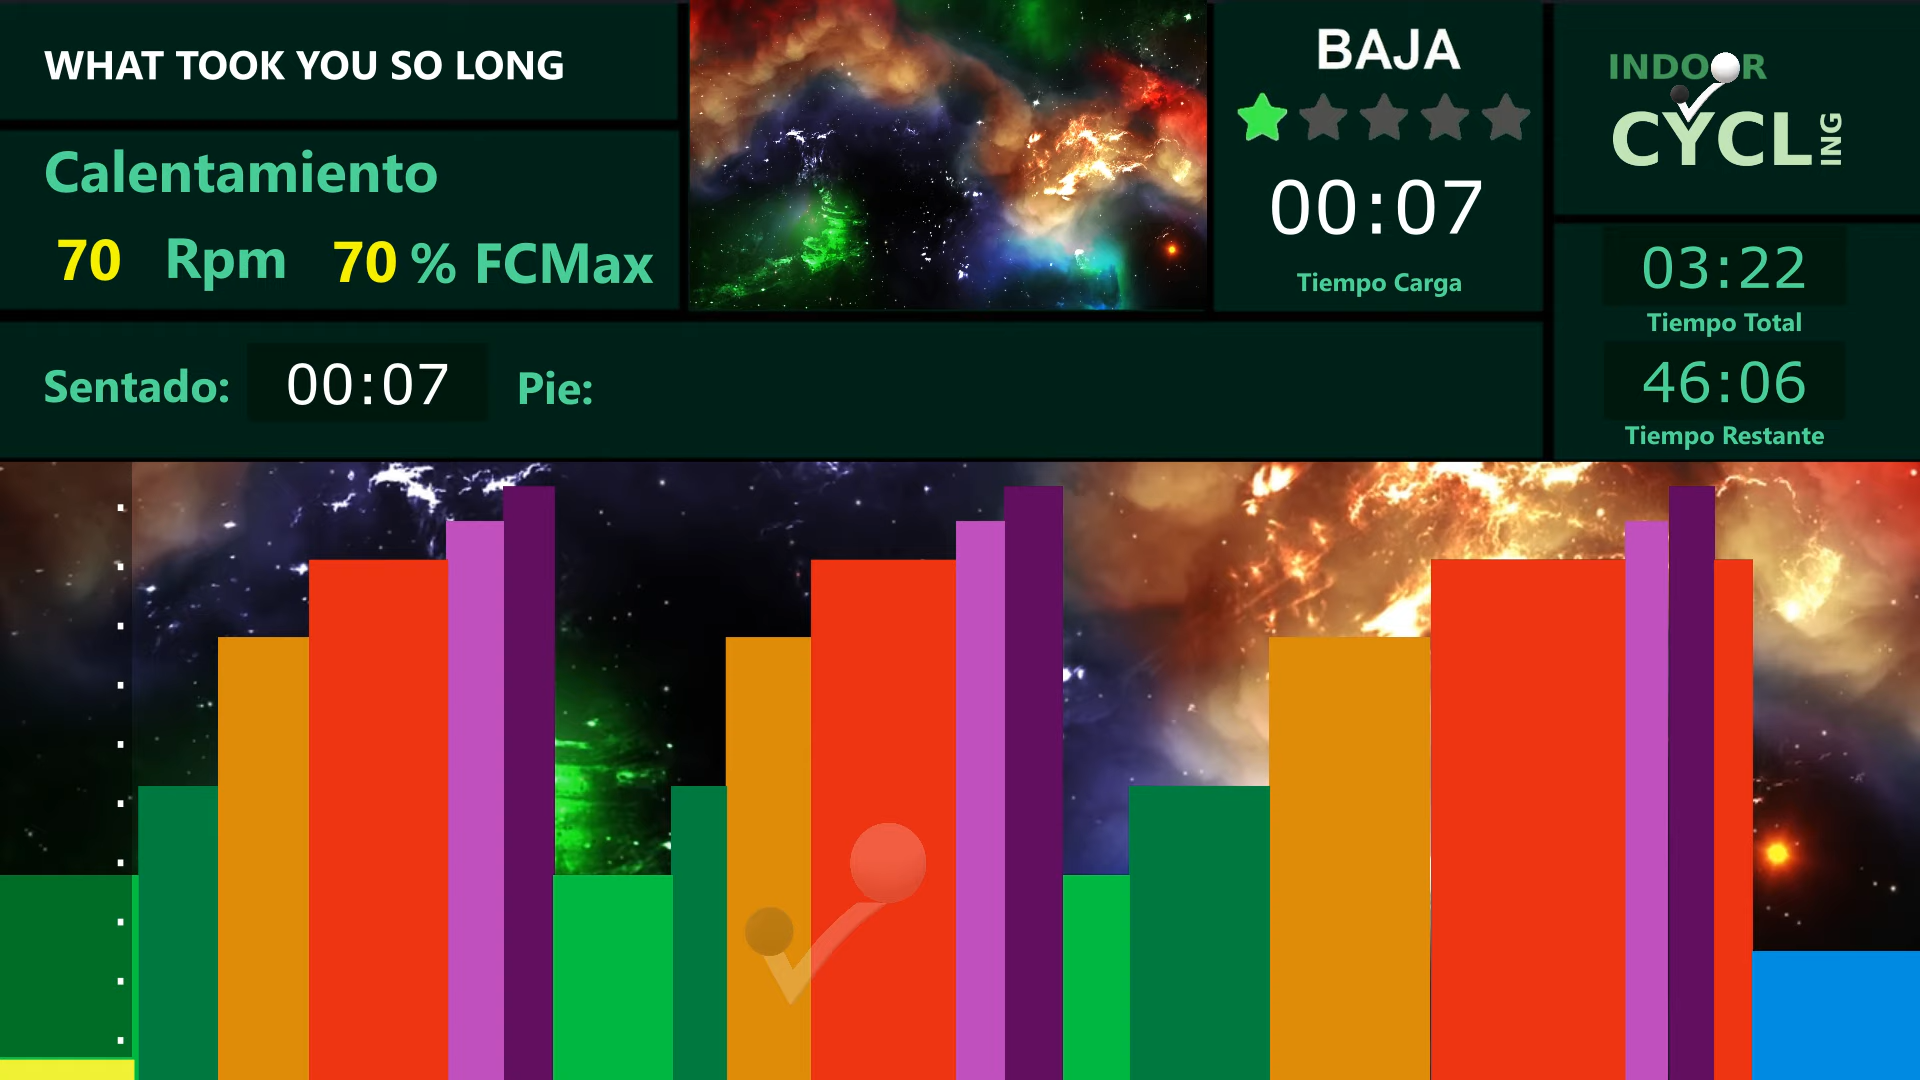 WHAT TOOK YOU SO LONG
Calentamiento
70 Rpm 70 % FCMax
Sentado: 00:07 Pie:
BAJA
00:07
Tiempo Carga
INDOOR
CYCLING
03:22
Tiempo Total
46:06
Tiempo Restante